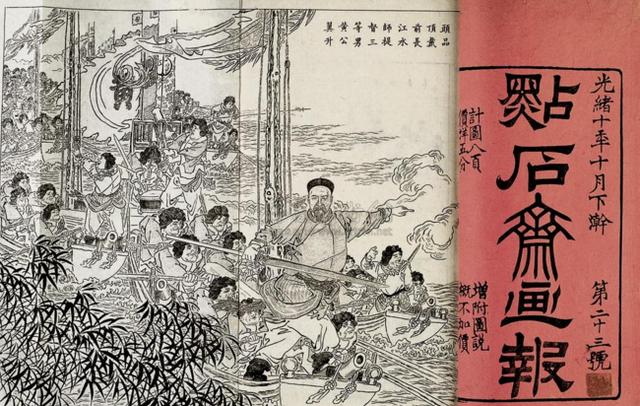 光緒十年十月下澣
第二十三號
點石齋画報
計圖八頁
價洋五分
增附圖說
概不加價
頭品
頂戴
前長
江水
師提
督三
等男
黃公
翼升